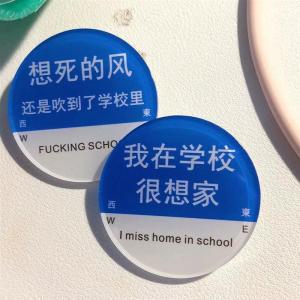 想死的风
还是吹到了学校里
西
W
FUCKING SCHO
我在学校
很想家
西 東
W E
I miss home in school